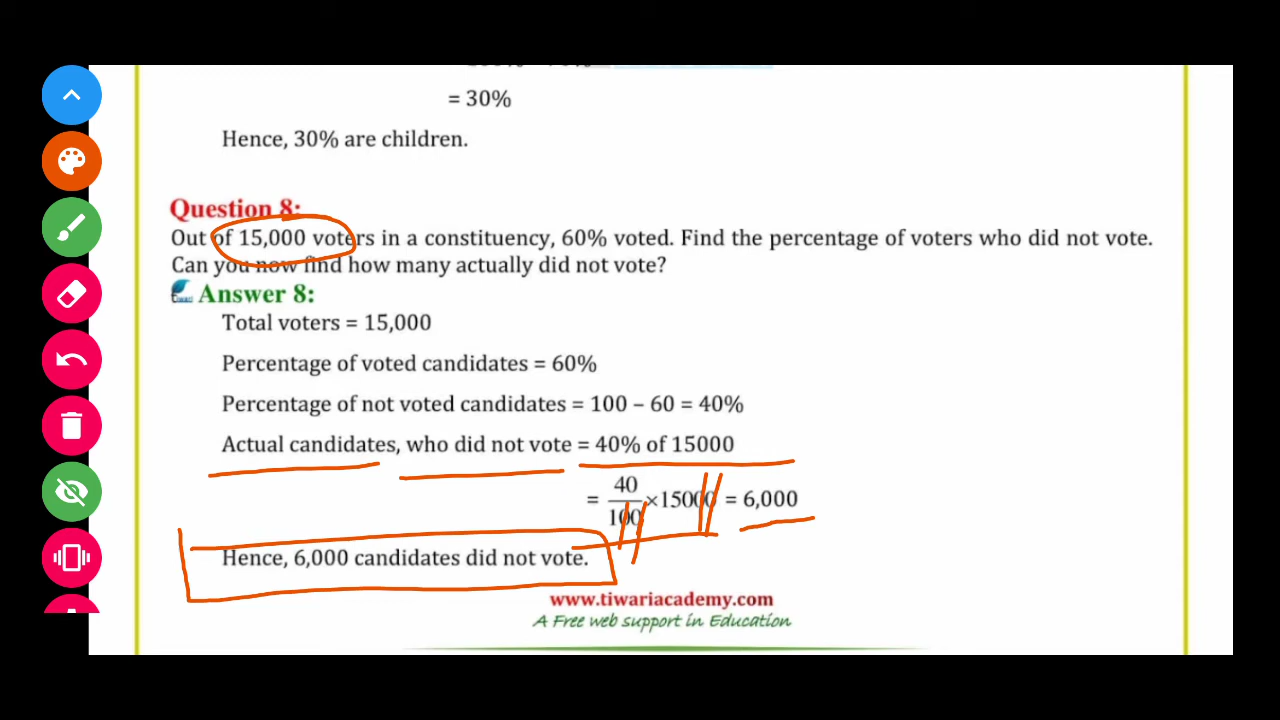 = 30%
Hence, 30% are children.
Question 8:
Out of 15,000 voters in a constituency, 60% voted. Find the percentage of voters who did not vote.
Can you now find how many actually did not vote?
Answer 8:
Total voters = 15,000
Percentage of voted candidates = 60%
Percentage of not voted candidates = 100 – 60 = 40%
Actual candidates, who did not vote = 40% of 15000
= 40/100 ×15000 = 6,000
Hence, 6,000 candidates did not vote.
www.tiwariacademy.com
A Free web support in Education